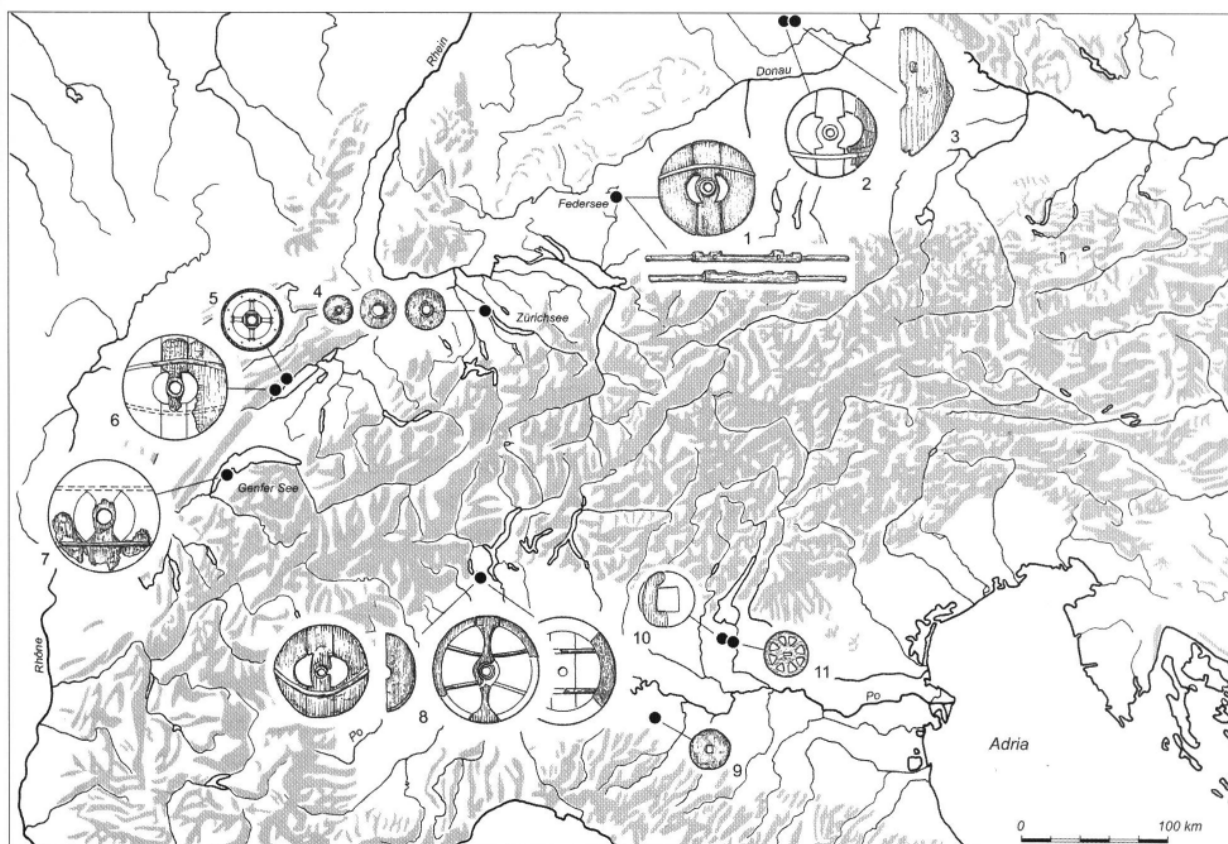 Rhein
Donau
3
2
Federsee
1
5
4
Zürichsee
6
Genfer See
7
10
11
Rhône
8
Po
Po
9
Adria
0
100 km